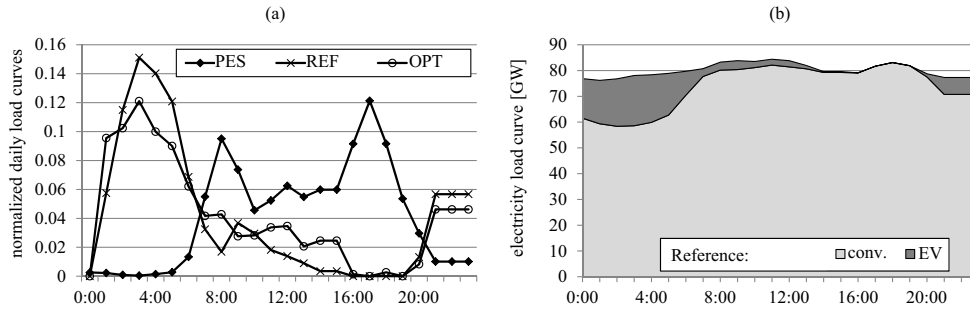 (a)
normalized daily load curves
0.16
0.14
0.12
0.1
0.08
0.06
0.04
0.02
0
PES REF OPT
0:00 4:00 8:00 12:00 16:00 20:00
(b)
electricity load curve [GW]
90
80
70
60
50
40
30
20
10
0
Reference: conv. EV
0:00 4:00 8:00 12:00 16:00 20:00